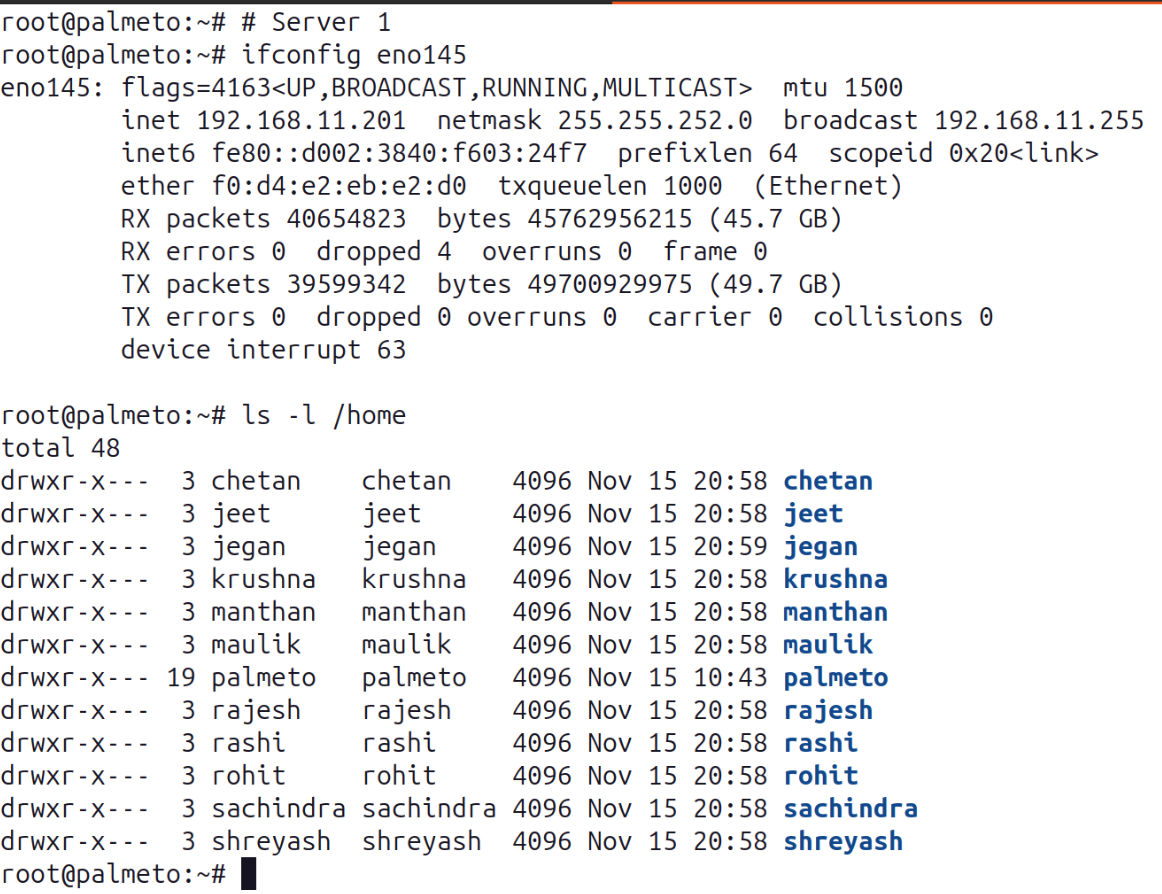 root@palmeto:~# # Server 1
root@palmeto:~# ifconfig eno145
eno145: flags=4163<UP,BROADCAST,RUNNING,MULTICAST>  mtu 1500
        inet 192.168.11.201  netmask 255.255.252.0  broadcast 192.168.11.255
        inet6 fe80::d002:3840:f603:24f7  prefixlen 64  scopeid 0x20<link>
        ether f0:d4:e2:eb:e2:d0  txqueuelen 1000  (Ethernet)
        RX packets 40654823  bytes 45762956215 (45.7 GB)
        RX errors 0  dropped 4  overruns 0  frame 0
        TX packets 39599342  bytes 49700929975 (49.7 GB)
        TX errors 0  dropped 0 overruns 0  carrier 0  collisions 0
        device interrupt 63

root@palmeto:~# ls -l /home
total 48
drwxr-x---  3 chetan    chetan    4096 Nov 15 20:58 chetan
drwxr-x---  3 jeet      jeet      4096 Nov 15 20:58 jeet
drwxr-x---  3 jegan     jegan     4096 Nov 15 20:59 jegan
drwxr-x---  3 krushna   krushna   4096 Nov 15 20:58 krushna
drwxr-x---  3 manthan   manthan   4096 Nov 15 20:58 manthan
drwxr-x---  3 maulik    maulik    4096 Nov 15 20:58 maulik
drwxr-x--- 19 palmeto   palmeto   4096 Nov 15 10:43 palmeto
drwxr-x---  3 rajesh    rajesh    4096 Nov 15 20:58 rajesh
drwxr-x---  3 rashi     rashi     4096 Nov 15 20:58 rashi
drwxr-x---  3 rohit     rohit     4096 Nov 15 20:58 rohit
drwxr-x---  3 sachindra sachindra 4096 Nov 15 20:58 sachindra
drwxr-x---  3 shreyash  shreyash  4096 Nov 15 20:58 shreyash
root@palmeto:~#